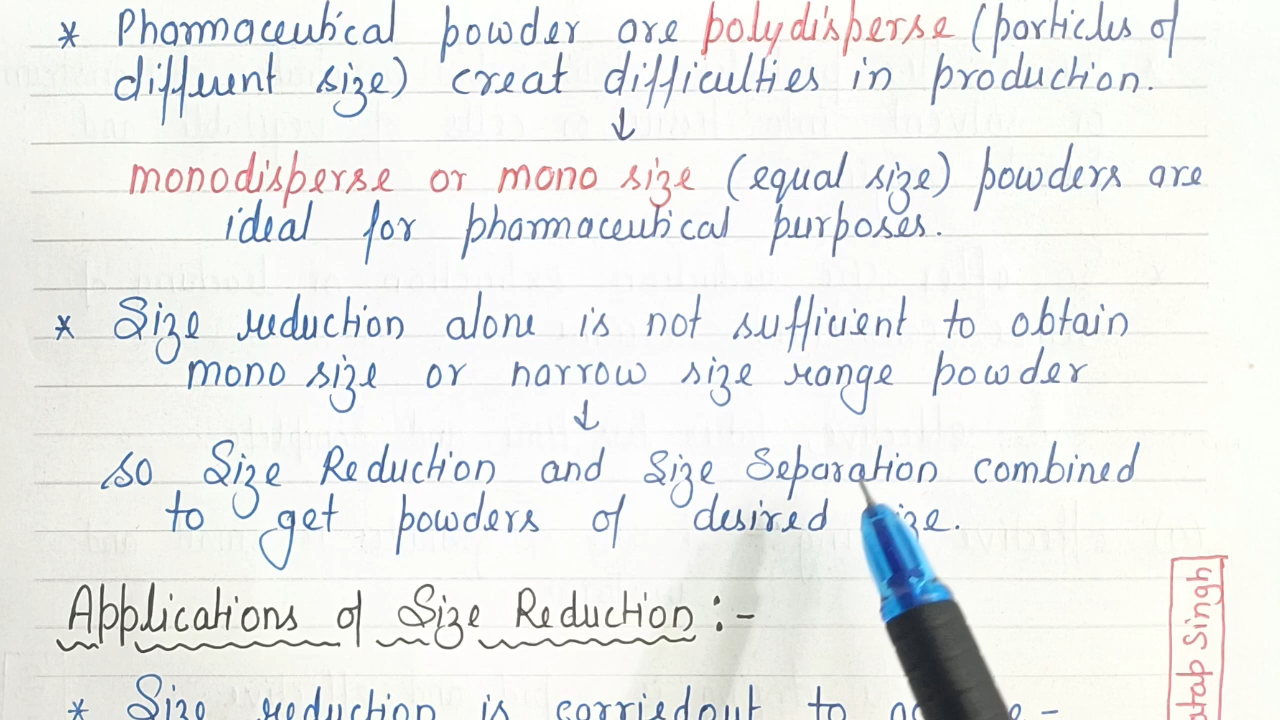 * Pharmaceutical powder are polydisperse (particles of
different size) creat difficulties in production.
↓
monodisperse or mono size (equal size) powders are
ideal for pharmaceutical purposes.
* Size reduction alone is not sufficient to obtain
mono size or narrow size range powder
↓
so Size Reduction and Size Separation combined
to get powders of desired size.
Applications of Size Reduction :-
* Size reduction is carriedout to
atap Singh